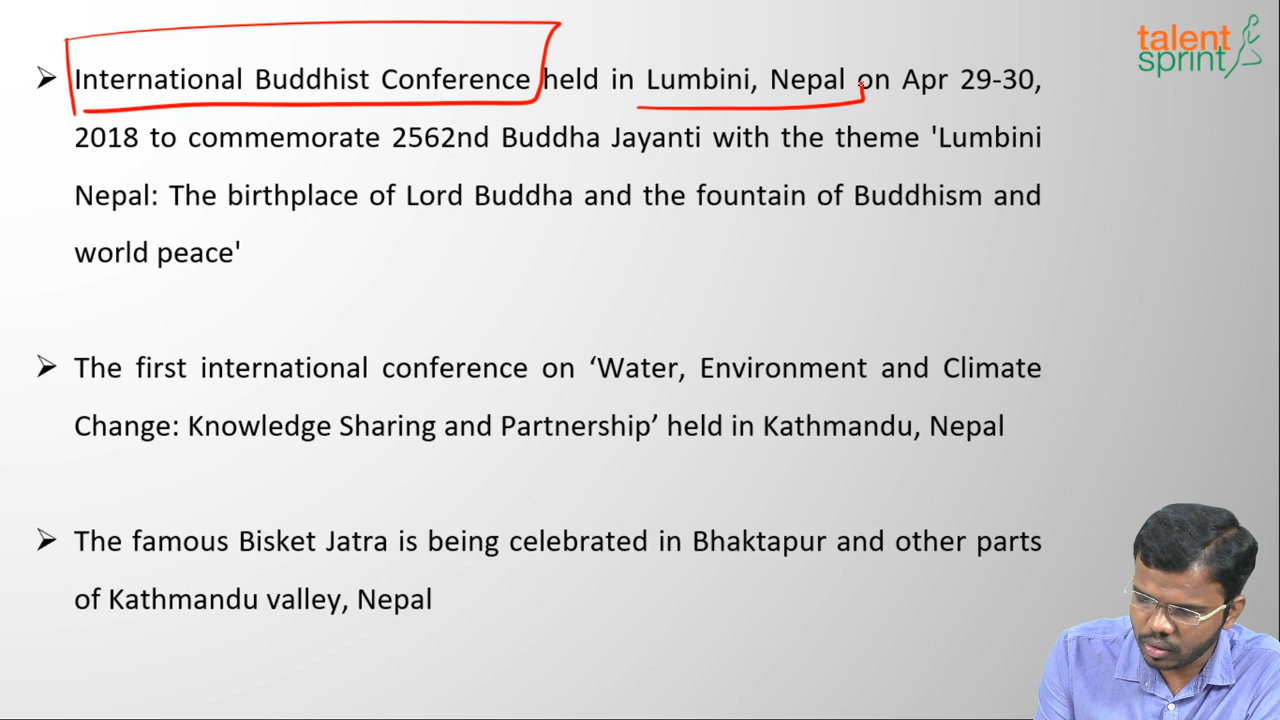 talent
sprint
International Buddhist Conference held in Lumbini, Nepal on Apr 29-30,
2018 to commemorate 2562nd Buddha Jayanti with the theme 'Lumbini
Nepal: The birthplace of Lord Buddha and the fountain of Buddhism and
world peace'
The first international conference on ‘Water, Environment and Climate
Change: Knowledge Sharing and Partnership’ held in Kathmandu, Nepal
The famous Bisket Jatra is being celebrated in Bhaktapur and other parts
of Kathmandu valley, Nepal